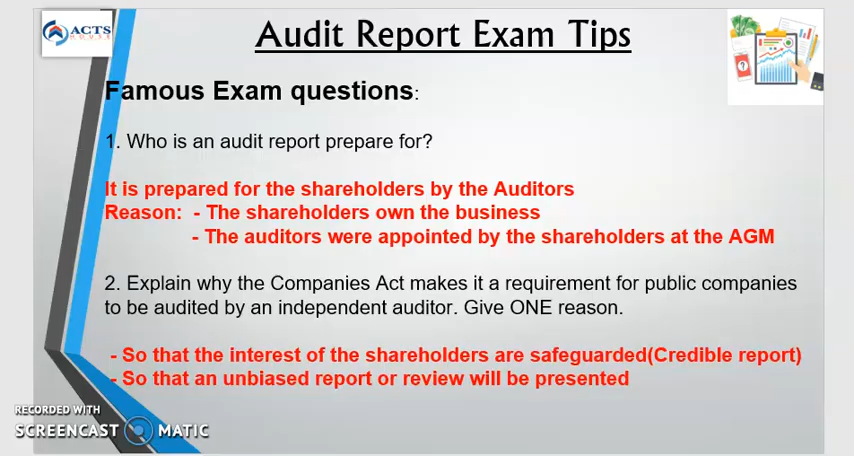 ACTS
HOUSE
Audit Report Exam Tips
Famous Exam questions:
1. Who is an audit report prepare for?
It is prepared for the shareholders by the Auditors
Reason: - The shareholders own the business
- The auditors were appointed by the shareholders at the AGM
2. Explain why the Companies Act makes it a requirement for public companies
to be audited by an independent auditor. Give ONE reason.
- So that the interest of the shareholders are safeguarded(Credible report)
- So that an unbiased report or review will be presented
RECORDED WITH
SCREENCAST MATIC